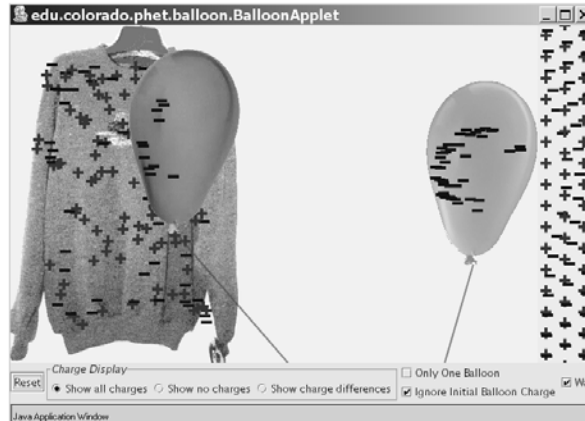 edu.colorado.phet.balloon.BalloonApplet
Charge Display
Reset
Show all charges
Show no charges
Show charge differences
Only One Balloon
Ignore Initial Balloon Charge
Java Application Window